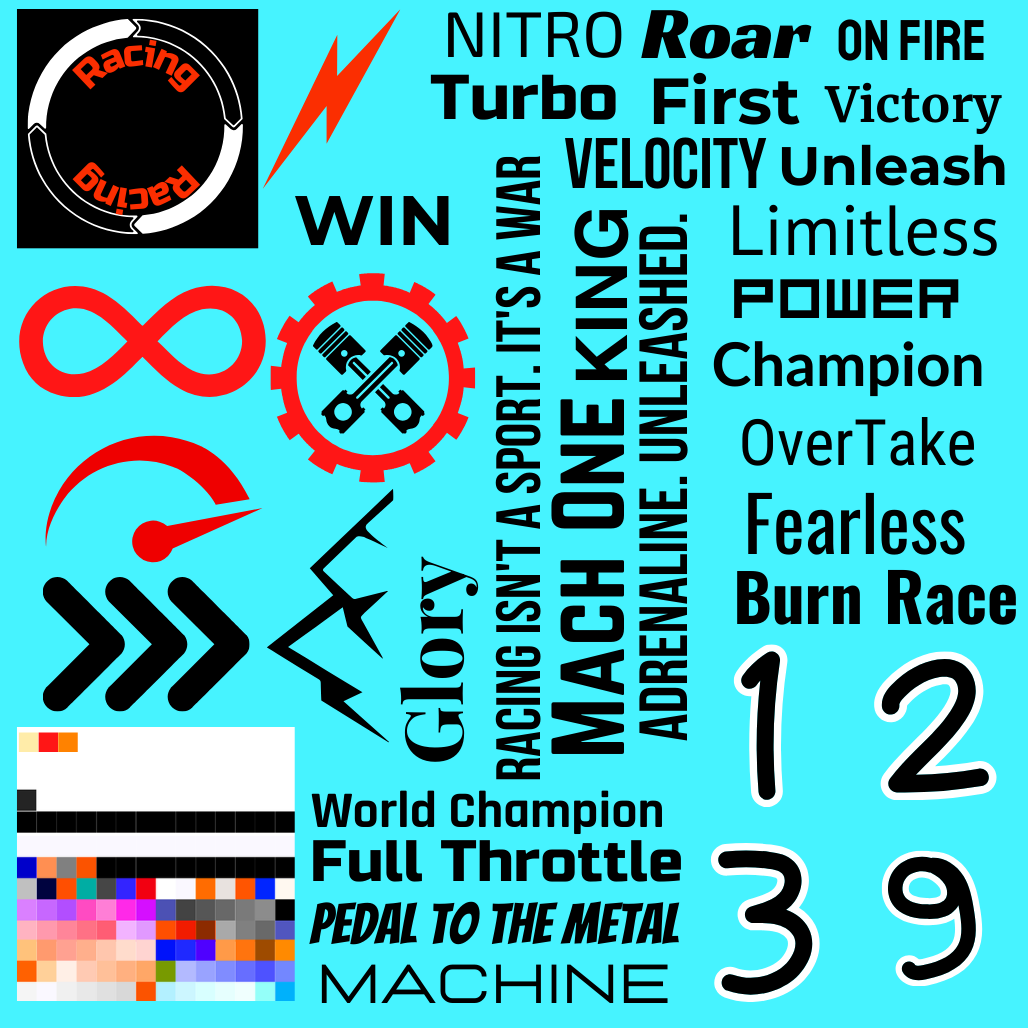 Racing
Racing
NITRO
Roar
ON FIRE
Turbo
First
Victory
VELOCITY
Unleash
WIN
Limitless
POWER
Champion
OverTake
Fearless
Burn Race
RACING ISN'T A SPORT. IT'S A WAR
MACH ONE KING
ADRENALINE. UNLEASHED.
Glory
1
2
3
9
World Champion
Full Throttle
PEDAL TO THE METAL
MACHINE